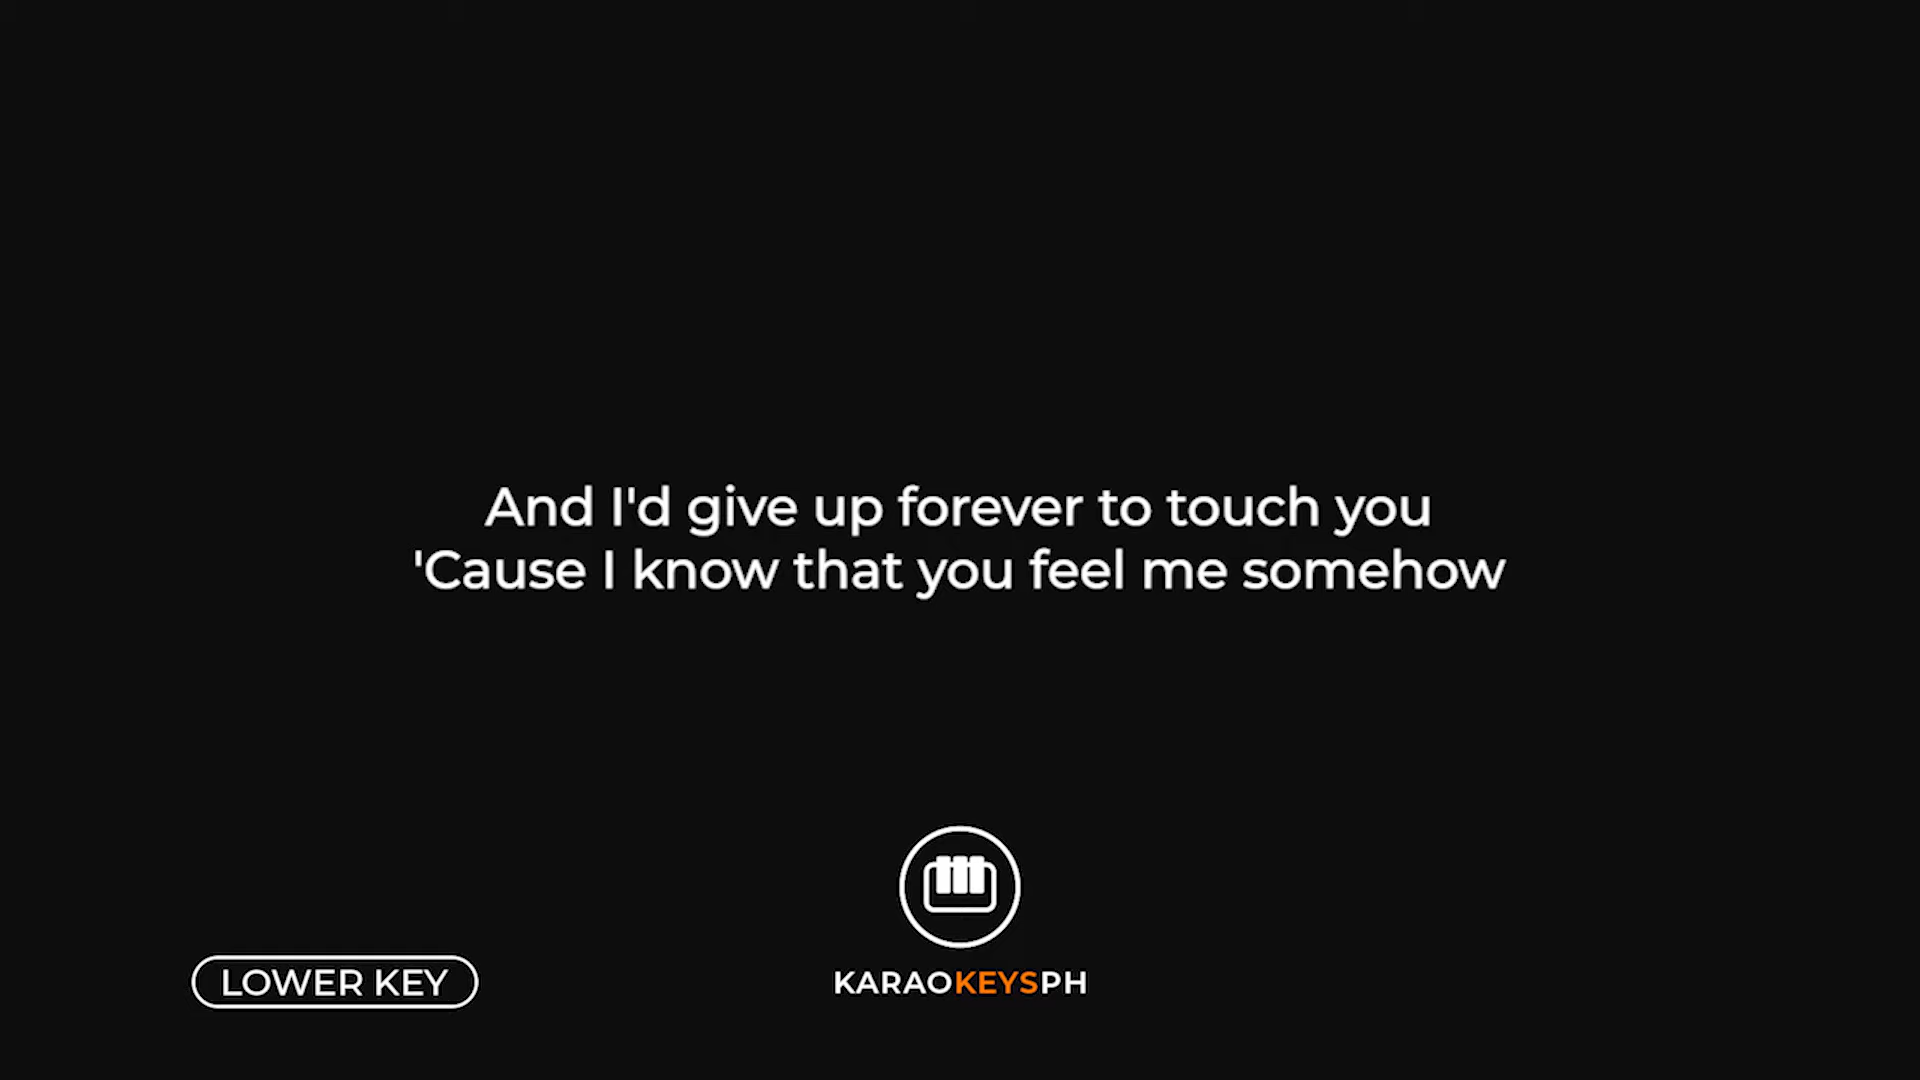 And I'd give up forever to touch you
'Cause I know that you feel me somehow
LOWER KEY
KARAOKEYSPH